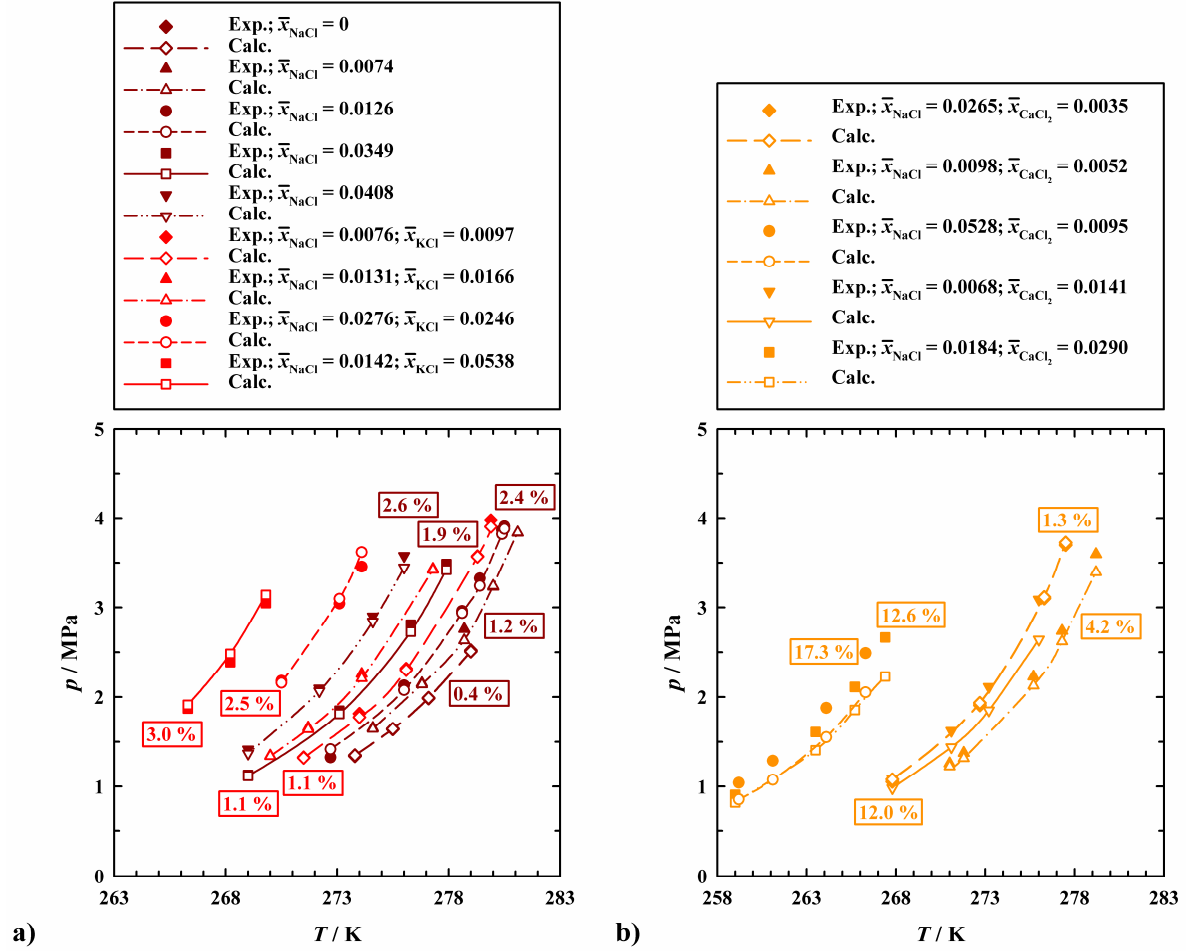 Exp.; x̄NaCl = 0
Calc.
Exp.; x̄NaCl = 0.0074
Calc.
Exp.; x̄NaCl = 0.0126
Calc.
Exp.; x̄NaCl = 0.0349
Calc.
Exp.; x̄NaCl = 0.0408
Calc.
Exp.; x̄NaCl = 0.0076; x̄KCl = 0.0097
Calc.
Exp.; x̄NaCl = 0.0131; x̄KCl = 0.0166
Calc.
Exp.; x̄NaCl = 0.0276; x̄KCl = 0.0246
Calc.
Exp.; x̄NaCl = 0.0142; x̄KCl = 0.0538
Calc.
5
4
3
2
1
0
p / MPa
2.6 %
2.4 %
1.9 %
1.2 %
0.4 %
2.5 %
3.0 %
1.1 %
1.1 %
263
268
273
278
283
T / K
a)
Exp.; x̄NaCl = 0.0265; x̄CaCl2 = 0.0035
Calc.
Exp.; x̄NaCl = 0.0098; x̄CaCl2 = 0.0052
Calc.
Exp.; x̄NaCl = 0.0528; x̄CaCl2 = 0.0095
Calc.
Exp.; x̄NaCl = 0.0068; x̄CaCl2 = 0.0141
Calc.
Exp.; x̄NaCl = 0.0184; x̄CaCl2 = 0.0290
Calc.
5
4
3
2
1
0
p / MPa
1.3 %
12.6 %
4.2 %
17.3 %
12.0 %
258
263
268
273
278
283
T / K
b)